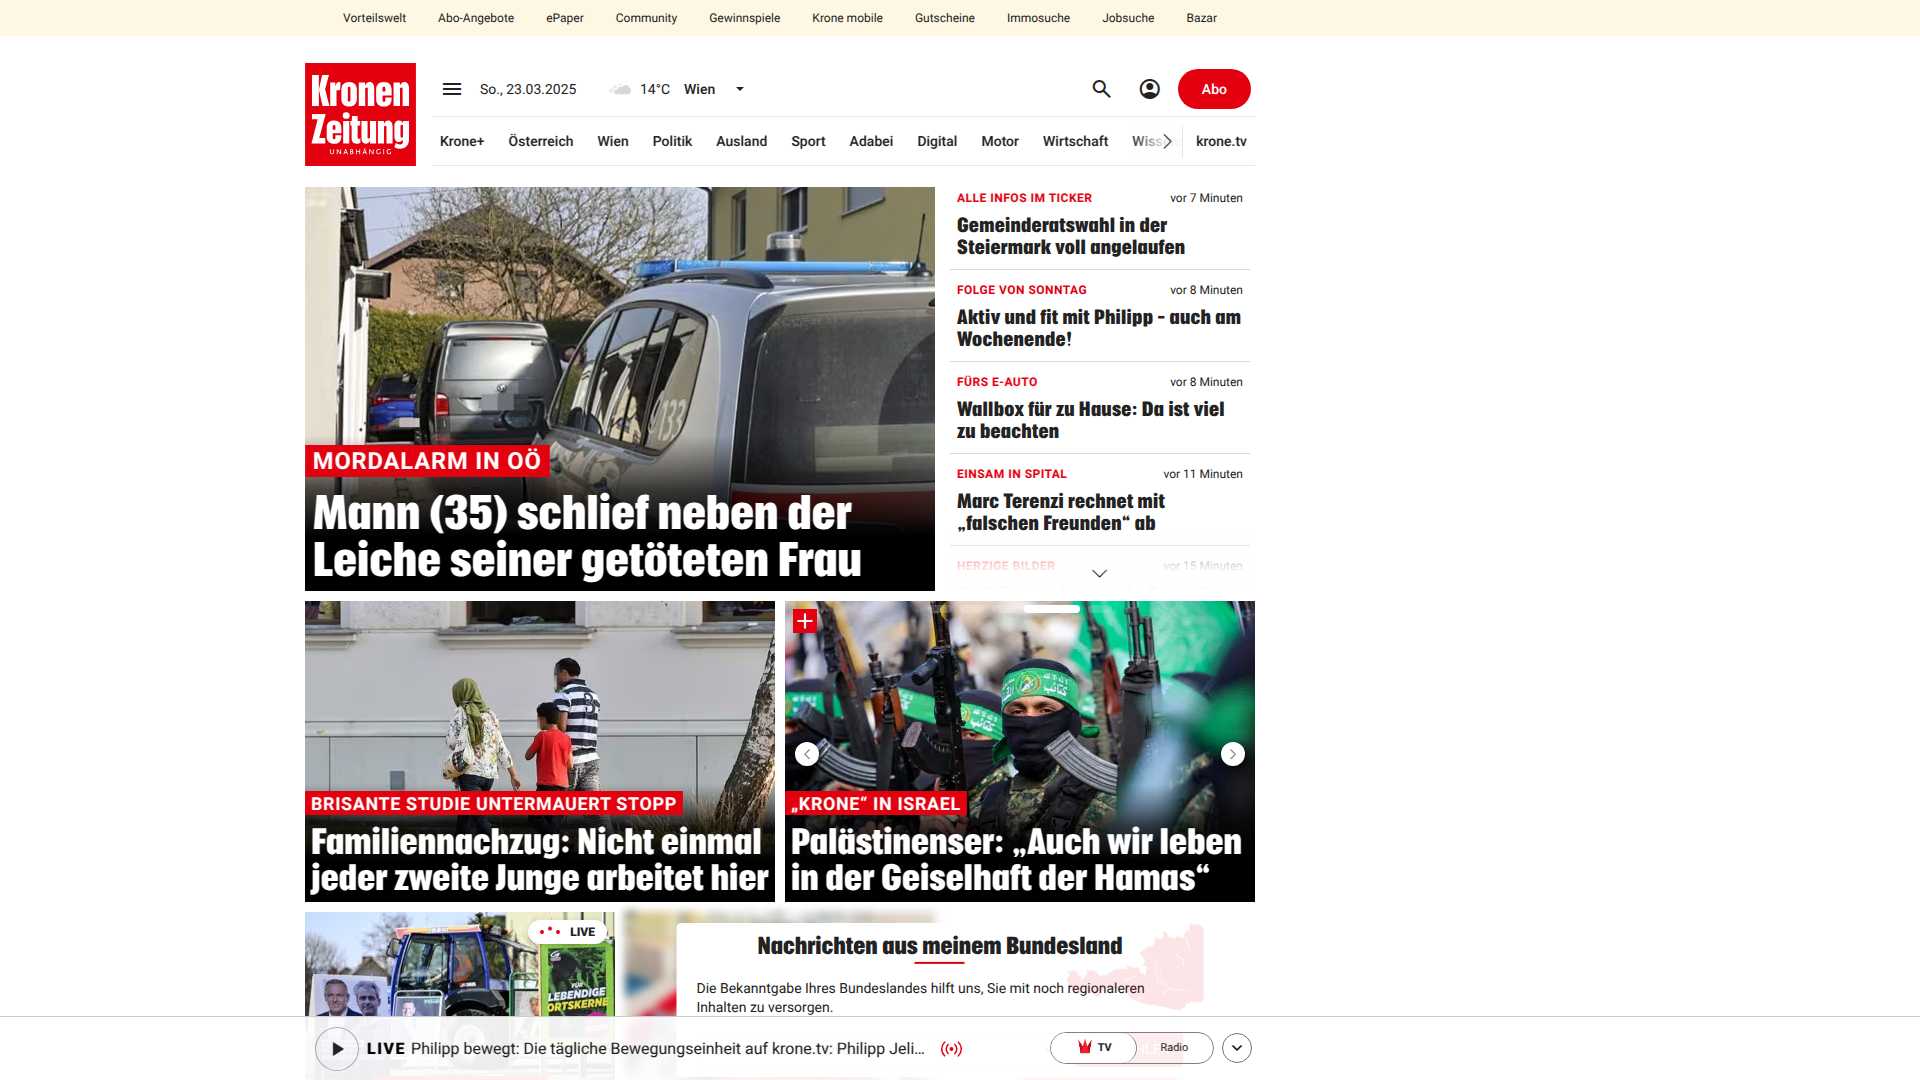 Vorteilswelt Abo-Angebote ePaper Community Gewinnspiele Krone mobile Gutscheine Immosuche Jobsuche Bazar
Kronen
Zeitung
UNABHÄNGIG
So., 23.03.2025 14°C Wien
Abo
Krone+ Österreich Wien Politik Ausland Sport Adabei Digital Motor Wirtschaft Wiss krone.tv
133
MORDALARM IN OÖ
Mann (35) schlief neben der
Leiche seiner getöteten Frau
ALLE INFOS IM TICKER vor 7 Minuten
Gemeinderatswahl in der
Steiermark voll angelaufen
FOLGE VON SONNTAG vor 8 Minuten
Aktiv und fit mit Philipp – auch am
Wochenende!
FÜRS E-AUTO vor 8 Minuten
Wallbox für zu Hause: Da ist viel
zu beachten
EINSAM IN SPITAL vor 11 Minuten
Marc Terenzi rechnet mit
„falschen Freunden“ ab
HERZIGE BILDER vor 15 Minuten
BRISANTE STUDIE UNTERMAUERT STOPP
Familiennachzug: Nicht einmal
jeder zweite Junge arbeitet hier
„KRONE“ IN ISRAEL
Palästinenser: „Auch wir leben
in der Geiselhaft der Hamas“
LIVE
FÜR
LEBENDIGE
ORTSKERNE
Nachrichten aus meinem Bundesland
Die Bekanntgabe Ihres Bundeslandes hilft uns, Sie mit noch regionaleren
Inhalten zu versorgen.
LIVE Philipp bewegt: Die tägliche Bewegungseinheit auf krone.tv: Philipp Jeli...
TV Radio